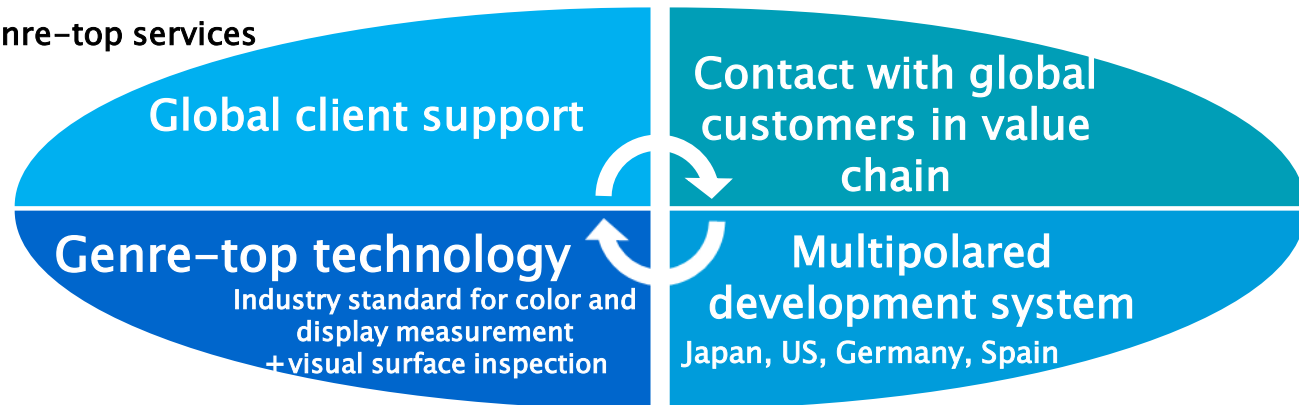 nre-top services
Global client support
Contact with global
customers in value
chain
Genre-top technology
Industry standard for color and
display measurement
+visual surface inspection
Multipolared
development system
Japan, US, Germany, Spain